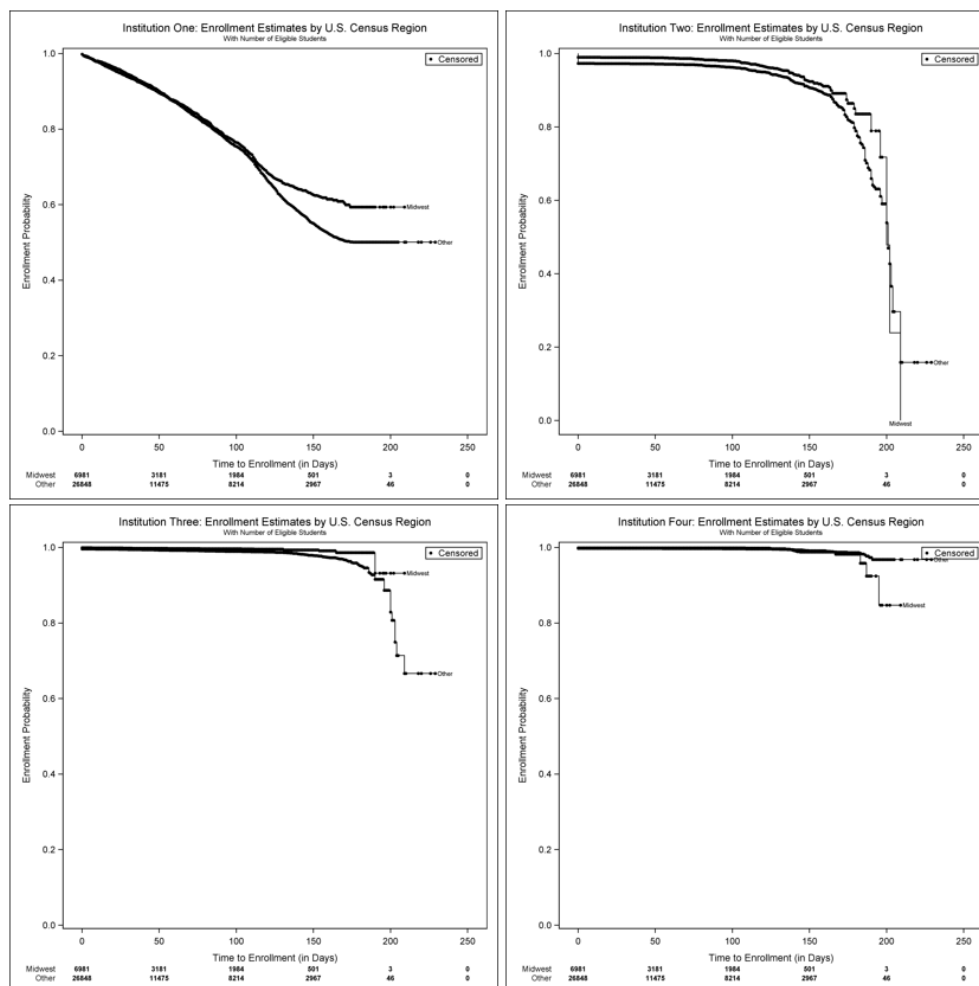 Institution One: Enrollment Estimates by U.S. Census Region
With Number of Eligible Students
Censored
1.0
0.8
0.6
0.4
0.2
0.0
Enrollment Probability
Midwest
Other
0 50 100 150 200 250
Time to Enrollment (in Days)
Midwest 6981 3181 1984 501 3 0
Other 26848 11475 8214 2967 46 0
Institution Two: Enrollment Estimates by U.S. Census Region
With Number of Eligible Students
Censored
1.0
0.8
0.6
0.4
0.2
0.0
Enrollment Probability
Other
Midwest
0 50 100 150 200 250
Time to Enrollment (in Days)
Midwest 6981 3181 1984 501 3 0
Other 26848 11475 8214 2967 46 0
Institution Three: Enrollment Estimates by U.S. Census Region
With Number of Eligible Students
Censored
1.0
0.8
0.6
0.4
0.2
0.0
Enrollment Probability
Midwest
Other
0 50 100 150 200 250
Time to Enrollment (in Days)
Midwest 6981 3181 1984 501 3 0
Other 26848 11475 8214 2967 46 0
Institution Four: Enrollment Estimates by U.S. Census Region
With Number of Eligible Students
Censored
1.0
0.8
0.6
0.4
0.2
0.0
Enrollment Probability
Other
Midwest
0 50 100 150 200 250
Time to Enrollment (in Days)
Midwest 6981 3181 1984 501 3 0
Other 26848 11475 8214 2967 46 0